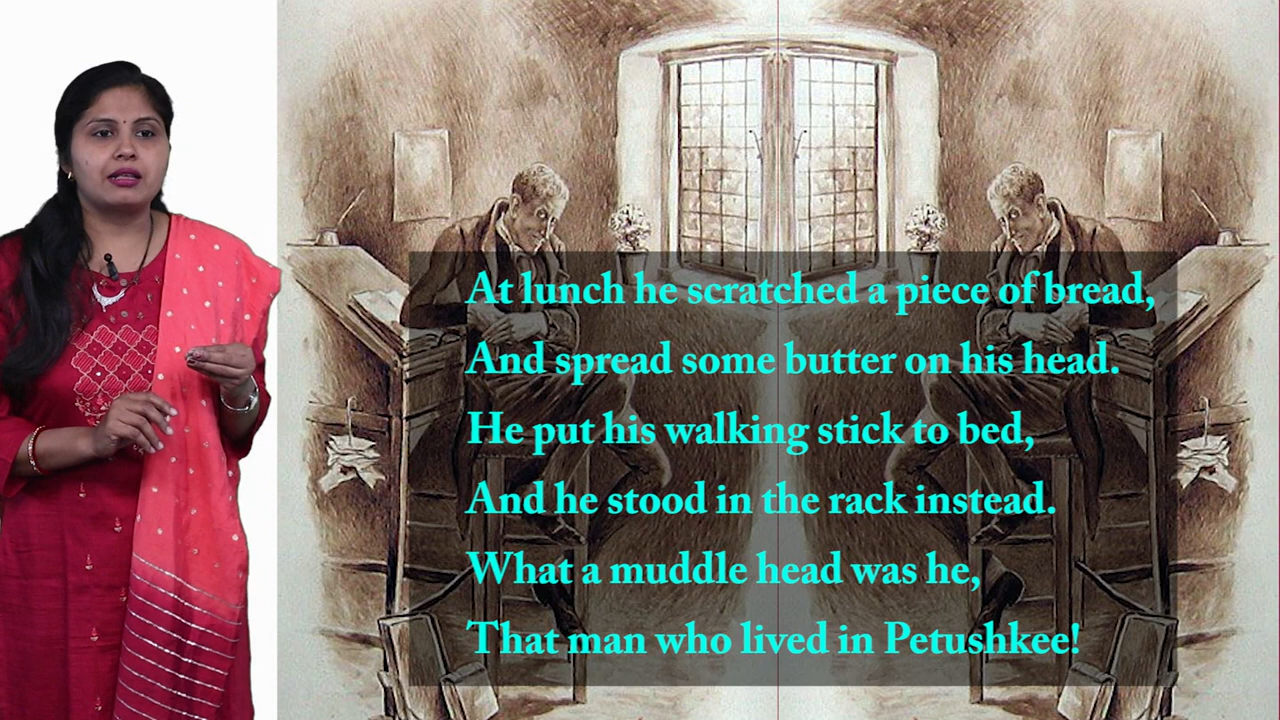 At lunch he scratched a piece of bread,
And spread some butter on his head.
He put his walking stick to bed,
And he stood in the rack instead.
What a muddle head was he,
That man who lived in Petushkee!